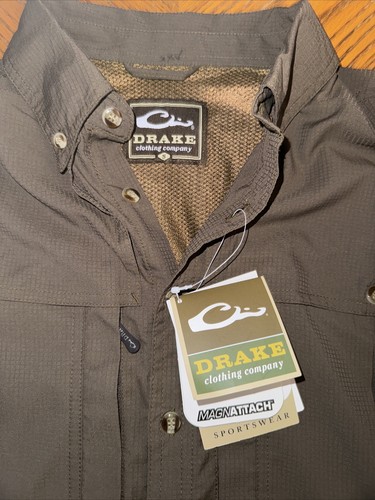 DRAKE
clothing company
DRAKE
clothing company
MAGNATTACH
SPORTSWEAR